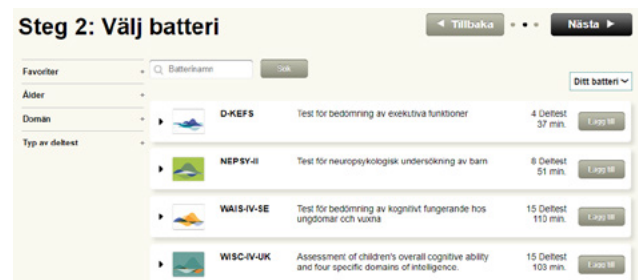 Steg 2: Välj batteri
Tillbaka
Nästa
Favoriter
Ålder
Domän
Typ av deltest
Batterinamn
Sök
Ditt batteri
D-KEFS
Test för bedömning av exekutiva funktioner
4 Deltest
37 min.
Lägg till
NEPSY-II
Test för neuropsykologisk undersökning av barn
8 Deltest
51 min.
Lägg till
WAIS-IV-SE
Test för bedömning av kognitivt fungerande hos
ungdomar och vuxna
15 Deltest
110 min.
Lägg till
WISC-IV-UK
Assessment of children's overall cognitive ability
and four specific domains of intelligence.
15 Deltest
103 min.
Lägg till